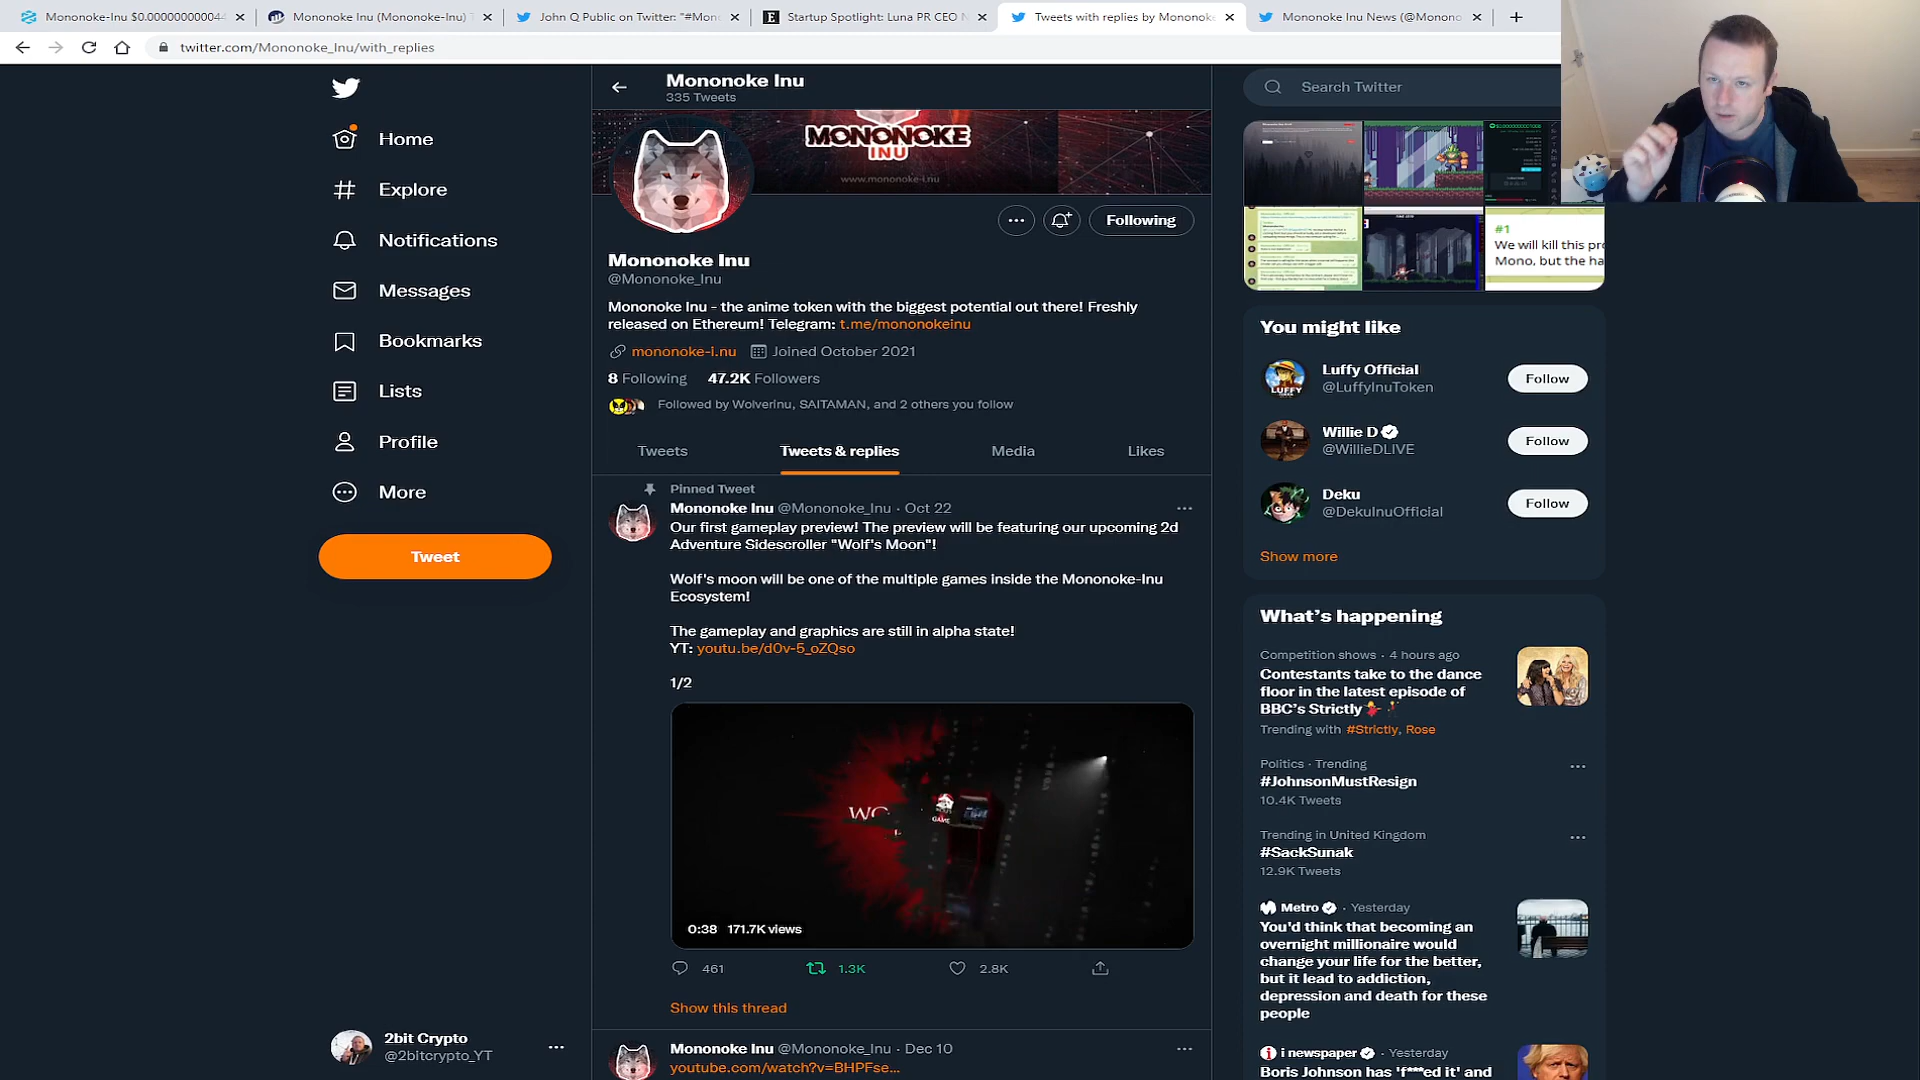 Mononoke-Inu $0.000000000044
Mononoke Inu (Mononoke-Inu) T
John Q Public on Twitter: "#Mon
Startup Spotlight: Luna PR CEO N
Tweets with replies by Mononoke
Mononoke Inu News (@Monono
twitter.com/Mononoke_Inu/with_replies
Mononoke Inu
335 Tweets
Search Twitter
Home
Explore
Notifications
Messages
Bookmarks
Lists
Profile
More
Tweet
2bit Crypto
@2bitcrypto_YT
MONONOKE
INU
www.mononoke-i.nu
Following
Mononoke Inu
@Mononoke_Inu
Mononoke Inu - the anime token with the biggest potential out there! Freshly
released on Ethereum! Telegram: t.me/mononokeinu
mononoke-i.nu Joined October 2021
8 Following 47.2K Followers
Followed by Wolverinu, SAITAMAN, and 2 others you follow
Tweets Tweets & replies Media Likes
Pinned Tweet
Mononoke Inu @Mononoke_Inu · Oct 22
Our first gameplay preview! The preview will be featuring our upcoming 2d
Adventure Sidescroller "Wolf's Moon"!
Wolf's moon will be one of the multiple games inside the Mononoke-Inu
Ecosystem!
The gameplay and graphics are still in alpha state!
YT: youtu.be/d0v-5_oZQso
1/2
0:38 171.7K views
461 1.3K 2.8K
Show this thread
Mononoke Inu @Mononoke_Inu · Dec 10
youtube.com/watch?v=BHPFse...
#1
We will kill this pro
Mono, but the ha
You might like
Luffy Official
@LuffyInuToken
Follow
Willie D
@WillieDLIVE
Follow
Deku
@DekuInuOfficial
Follow
Show more
What's happening
Competition shows · 4 hours ago
Contestants take to the dance
floor in the latest episode of
BBC's Strictly💃🕺
Trending with #Strictly, Rose
Politics · Trending
#JohnsonMustResign
10.4K Tweets
Trending in United Kingdom
#SackSunak
12.9K Tweets
Metro · Yesterday
You'd think that becoming an
overnight millionaire would
change your life for the better,
but it lead to addiction,
depression and death for these
people
i newspaper · Yesterday
Boris Johnson has 'f***ed it' and